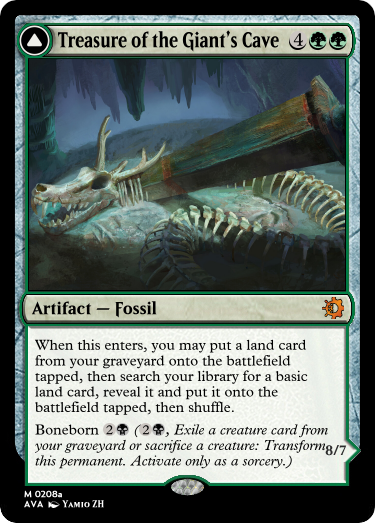 Treasure of the Giant's Cave 4
Artifact — Fossil
When this enters, you may put a land card
from your graveyard onto the battlefield
tapped, then search your library for a basic
land card, reveal it and put it onto the
battlefield tapped, then shuffle.
Boneborn 2 (2, Exile a creature card from
your graveyard or sacrifice a creature: Transform
this permanent. Activate only as a sorcery.)
8/7
M 0208a
AVA Yamio ZH